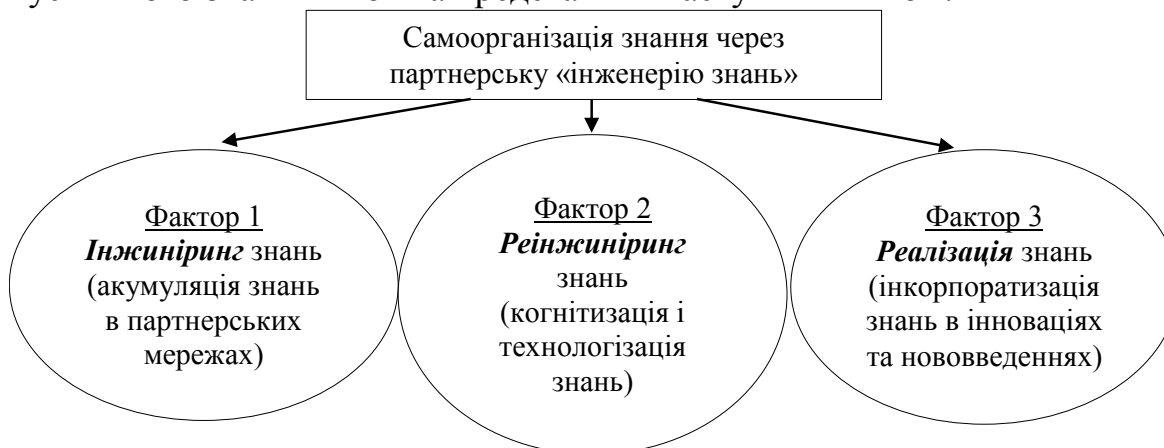 Самоорганізація знання через
партнерську «інженерію знань»
Фактор 1
Інжиніринг знань
(акумуляція знань
в партнерських
мережах)
Фактор 2
Реінжиніринг
знань
(когнітизація і
технологізація
знань)
Фактор 3
Реалізація знань
(інкорпоратизація
знань в інноваціях
та нововведеннях)